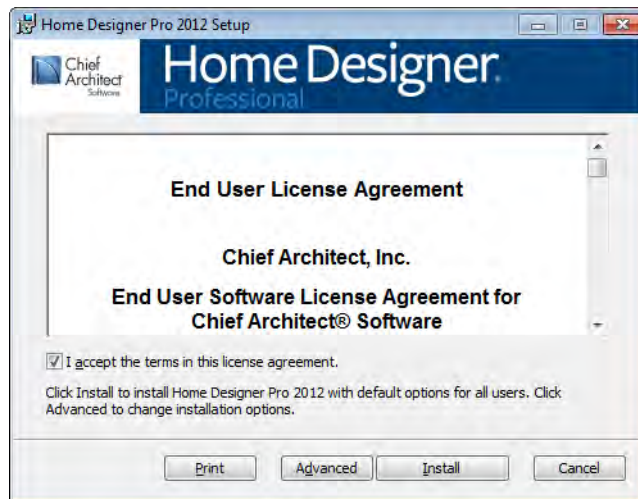 Home Designer Pro 2012 Setup
Chief
Architect
Software
Home Designer®
Professional
End User License Agreement
Chief Architect, Inc.
End User Software License Agreement for
Chief Architect® Software
I accept the terms in this license agreement.
Click Install to install Home Designer Pro 2012 with default options for all users. Click
Advanced to change installation options.
Print
Advanced
Install
Cancel